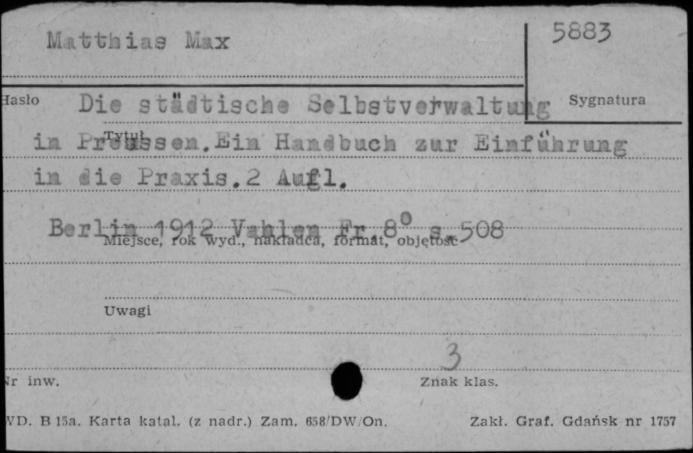 Matthias Max
5883
Hasło
Sygnatura
Die städtische Selbstverwaltung
Tytuł
in Preussen.Ein Handbuch zur Einführung
in die Praxis.2 Aufl.
Berlin 1912 Vahlen Fr.8° s.508
Miejsce, rok wyd., nakładca, format, objętość
Uwagi
3
Nr inw.
Znak klas.
WD. B 15a. Karta katal. (z nadr.) Zam. 658/DW/On.
Zakł. Graf. Gdańsk nr 1757